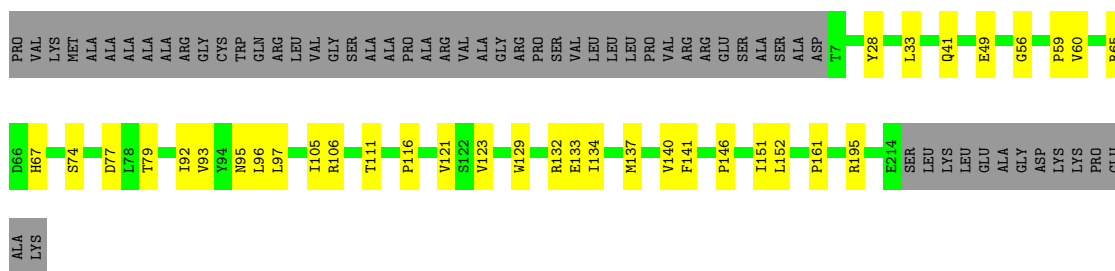 PRO VAL LYS MET ALA ALA ALA ALA ALA ARG GLY CYS TRP GLN ARG LEU VAL GLY SER ALA ALA PRO ALA ARG VAL ALA GLY ARG PRO SER VAL LEU LEU LEU PRO VAL ARG ARG GLU SER ALA SER ALA ASP T7 Y28 L33 Q41 E49 G56 P59 V60
D66 H67 S74 D77 L78 T79 I92 V93 Y94 N95 L96 L97 I105 R106 T111 P116 V121 S122 V123 W129 R132 E133 I134 M137 V140 F141 P146 I151 L152 P161 R195 E214 SER LEU LYS LEU GLU ALA GLY ASP LYS LYS PRO GLU
ALA LYS